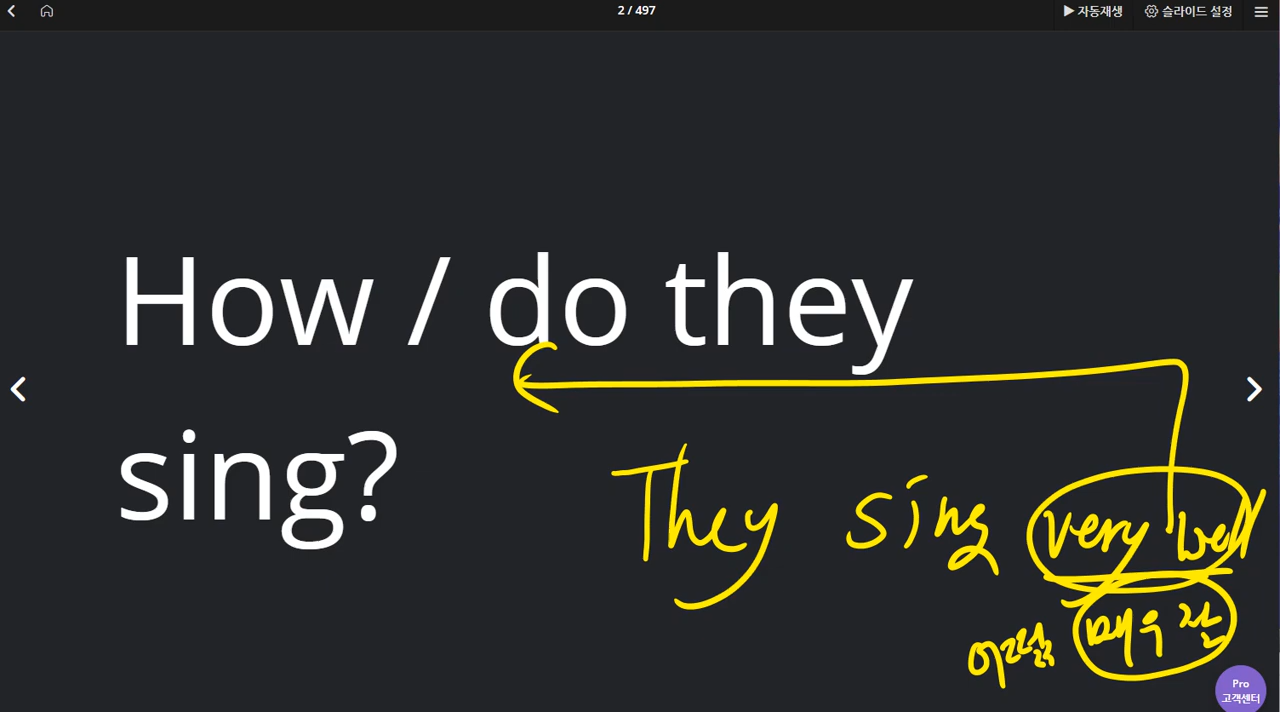 2 / 497
자동재생
슬라이드 설정
How / do they
sing?
They sing very well
매우 잘
Pro
고객센터